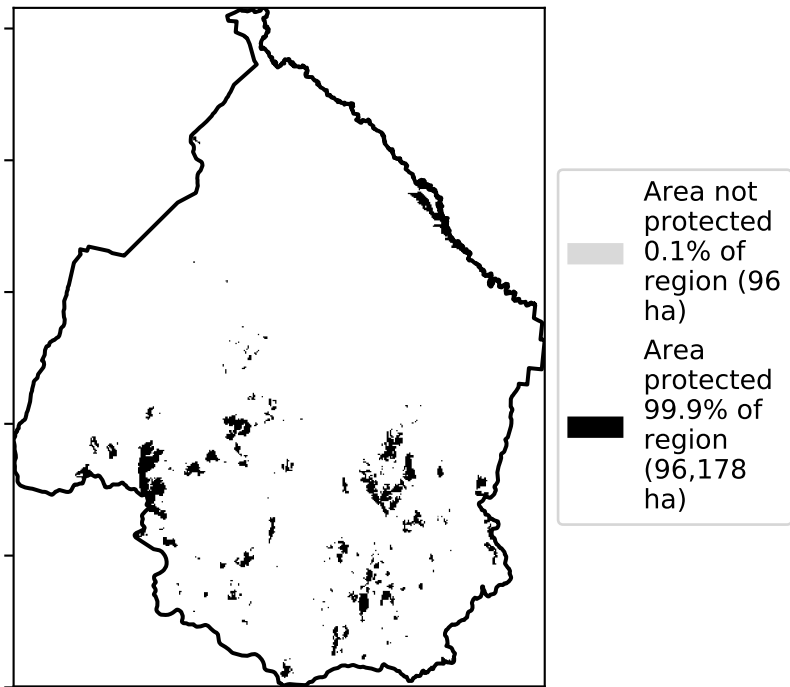 Area not
protected
0.1% of
region (96
ha)
Area
protected
99.9% of
region
(96,178
ha)